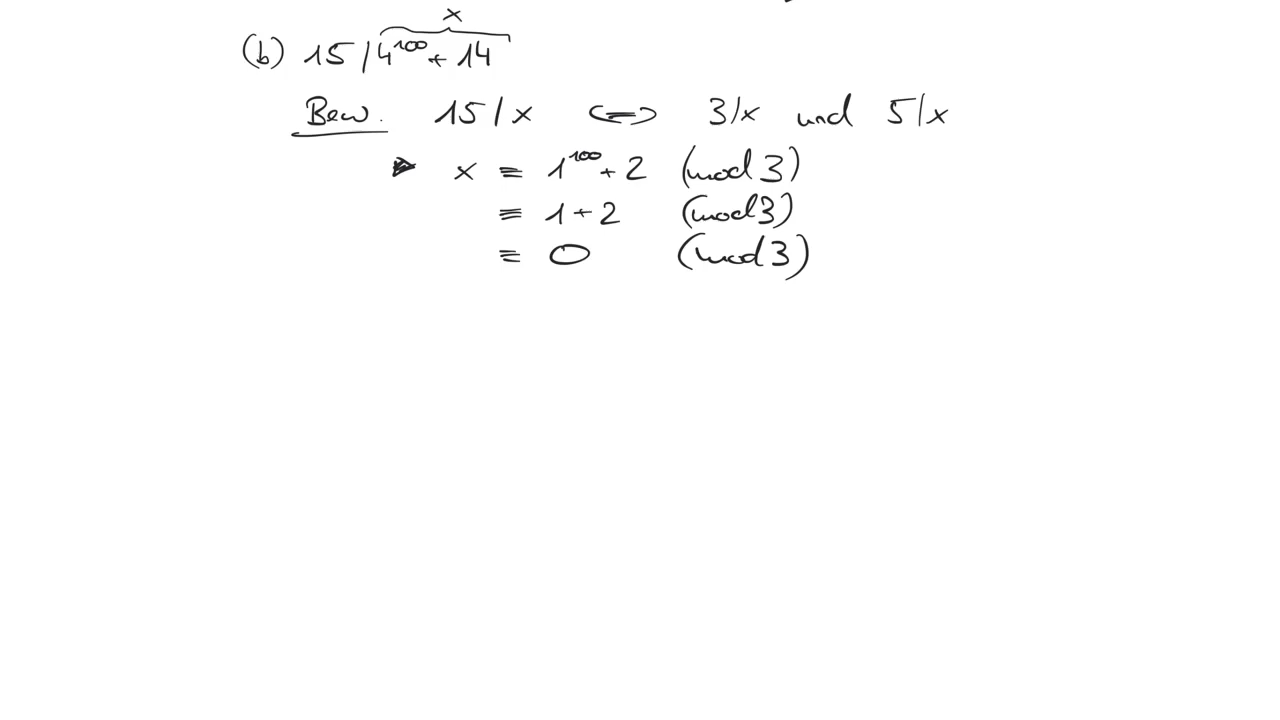 x
(b) 15 | 4^100 + 14
Bew. 15 | x ⟺ 3 | x und 5 | x
▸ x ≡ 1^100 + 2 (mod 3)
≡ 1 + 2 (mod 3)
≡ 0 (mod 3)